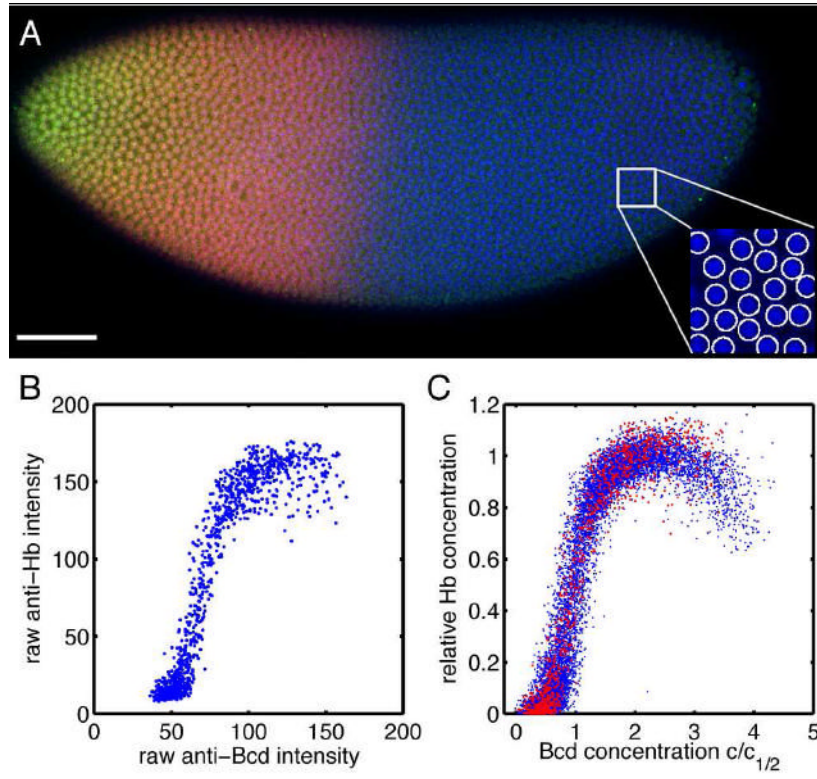 A
B
200
150
100
50
0
raw anti-Hb intensity
0 50 100 150 200
raw anti-Bcd intensity
C
1.2
1
0.8
0.6
0.4
0.2
0
relative Hb concentration
0 1 2 3 4 5
Bcd concentration c/c1/2